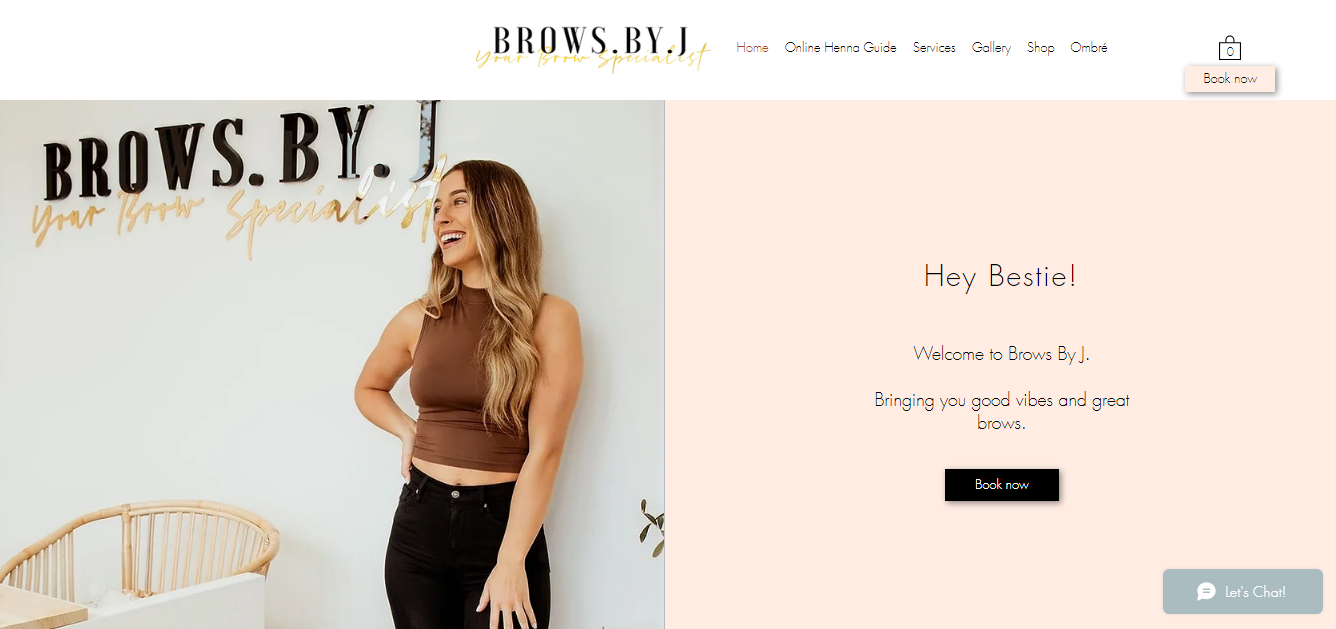 BROWS.BY.J
Your Brow Specialist
Home Online Henna Guide Services Gallery Shop Ombré
0
Book now
BROWS.BY.J
Your Brow Specialist
Hey Bestie!
Welcome to Brows By J.
Bringing you good vibes and great
brows.
Book now
Let's Chat!